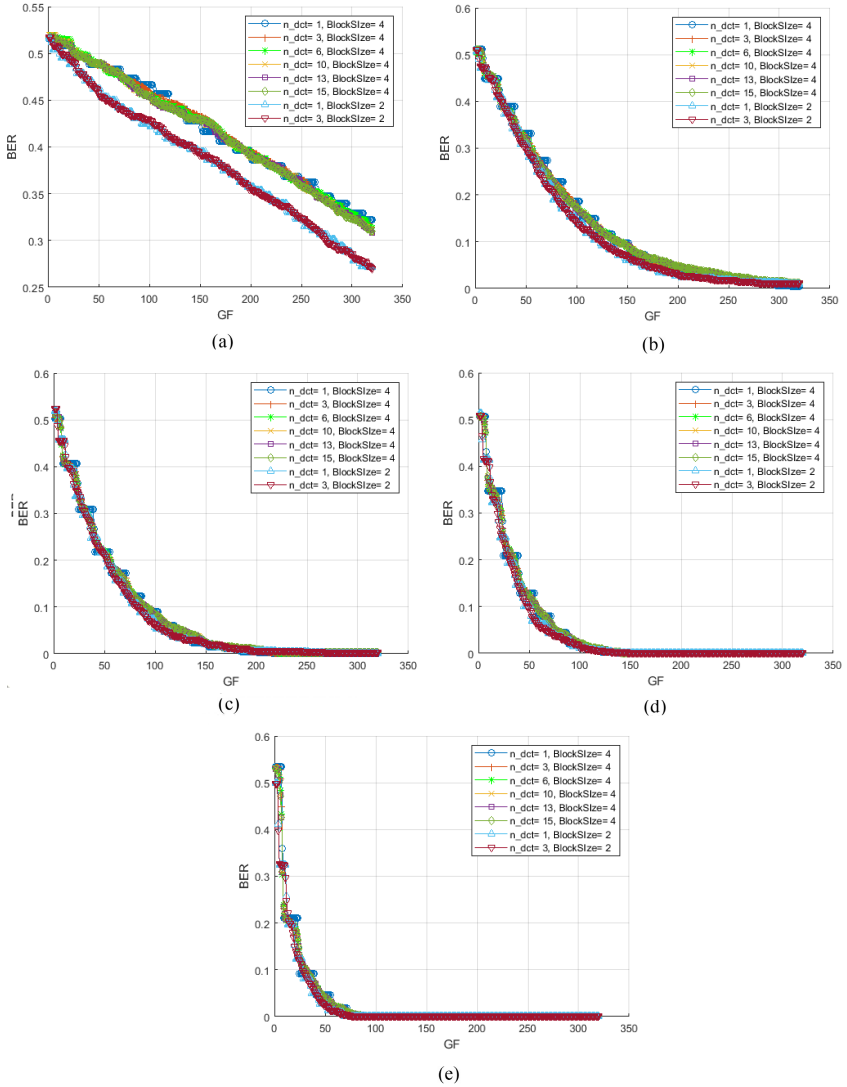 0.55
0.5
0.45
0.4
0.35
0.3
0.25
0 50 100 150 200 250 300 350
BER
GF
n_dct= 1, BlockSIze= 4
n_dct= 3, BlockSIze= 4
n_dct= 6, BlockSIze= 4
n_dct= 10, BlockSIze= 4
n_dct= 13, BlockSIze= 4
n_dct= 15, BlockSIze= 4
n_dct= 1, BlockSIze= 2
n_dct= 3, BlockSIze= 2
(a)
0.6
0.5
0.4
0.3
0.2
0.1
0
0 50 100 150 200 250 300 350
BER
GF
n_dct= 1, BlockSIze= 4
n_dct= 3, BlockSIze= 4
n_dct= 6, BlockSIze= 4
n_dct= 10, BlockSIze= 4
n_dct= 13, BlockSIze= 4
n_dct= 15, BlockSIze= 4
n_dct= 1, BlockSIze= 2
n_dct= 3, BlockSIze= 2
(b)
0.6
0.5
0.4
0.3
0.2
0.1
0
0 50 100 150 200 250 300 350
BER
GF
n_dct= 1, BlockSIze= 4
n_dct= 3, BlockSIze= 4
n_dct= 6, BlockSIze= 4
n_dct= 10, BlockSIze= 4
n_dct= 13, BlockSIze= 4
n_dct= 15, BlockSIze= 4
n_dct= 1, BlockSIze= 2
n_dct= 3, BlockSIze= 2
(c)
0.6
0.5
0.4
0.3
0.2
0.1
0
0 50 100 150 200 250 300 350
BER
GF
n_dct= 1, BlockSIze= 4
n_dct= 3, BlockSIze= 4
n_dct= 6, BlockSIze= 4
n_dct= 10, BlockSIze= 4
n_dct= 13, BlockSIze= 4
n_dct= 15, BlockSIze= 4
n_dct= 1, BlockSIze= 2
n_dct= 3, BlockSIze= 2
(d)
0.6
0.5
0.4
0.3
0.2
0.1
0
0 50 100 150 200 250 300 350
BER
GF
n_dct= 1, BlockSIze= 4
n_dct= 3, BlockSIze= 4
n_dct= 6, BlockSIze= 4
n_dct= 10, BlockSIze= 4
n_dct= 13, BlockSIze= 4
n_dct= 15, BlockSIze= 4
n_dct= 1, BlockSIze= 2
n_dct= 3, BlockSIze= 2
(e)